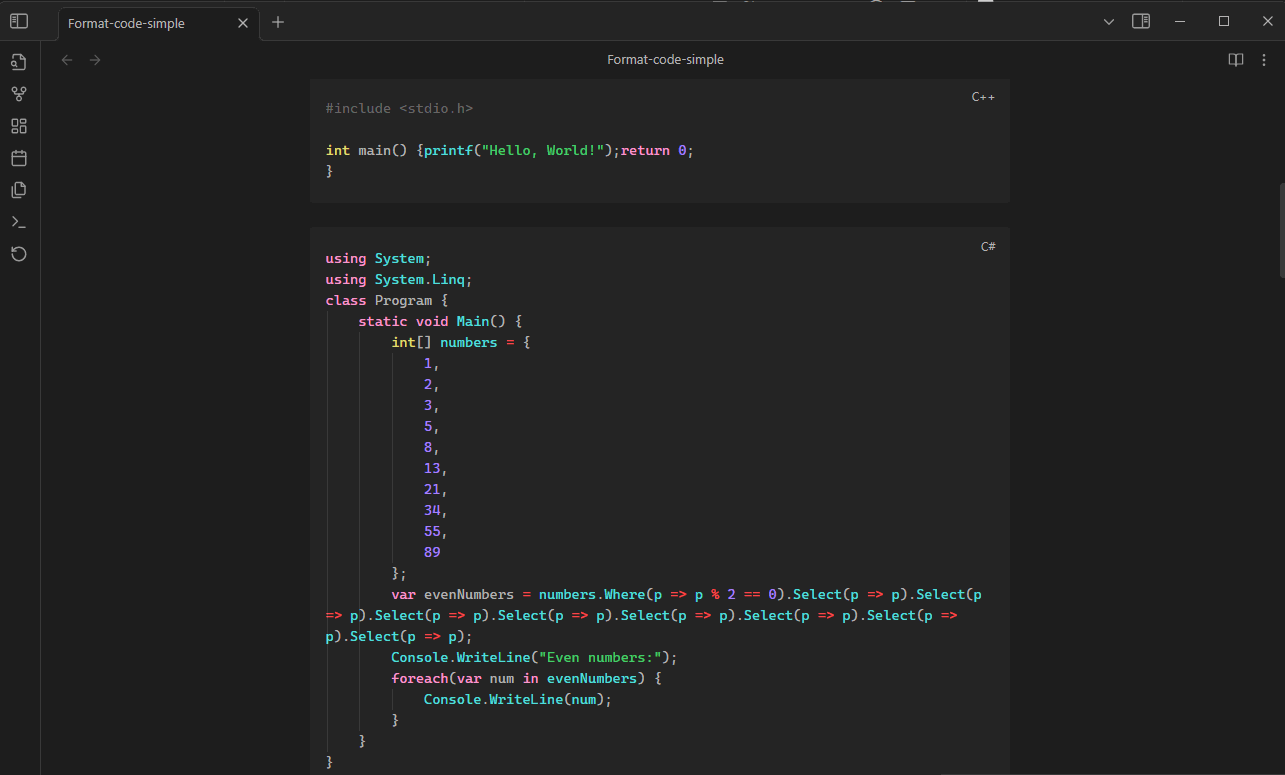 Format-code-simple
Format-code-simple
C++
#include <stdio.h>
int main() {printf("Hello, World!");return 0;
}
C#
using System;
using System.Linq;
class Program {
    static void Main() {
        int[] numbers = {
            1,
            2,
            3,
            5,
            8,
            13,
            21,
            34,
            55,
            89
        };
        var evenNumbers = numbers.Where(p => p % 2 == 0).Select(p => p).Select(p
=> p).Select(p => p).Select(p => p).Select(p => p).Select(p => p).Select(p =>
p).Select(p => p);
        Console.WriteLine("Even numbers:");
        foreach(var num in evenNumbers) {
            Console.WriteLine(num);
        }
    }
}